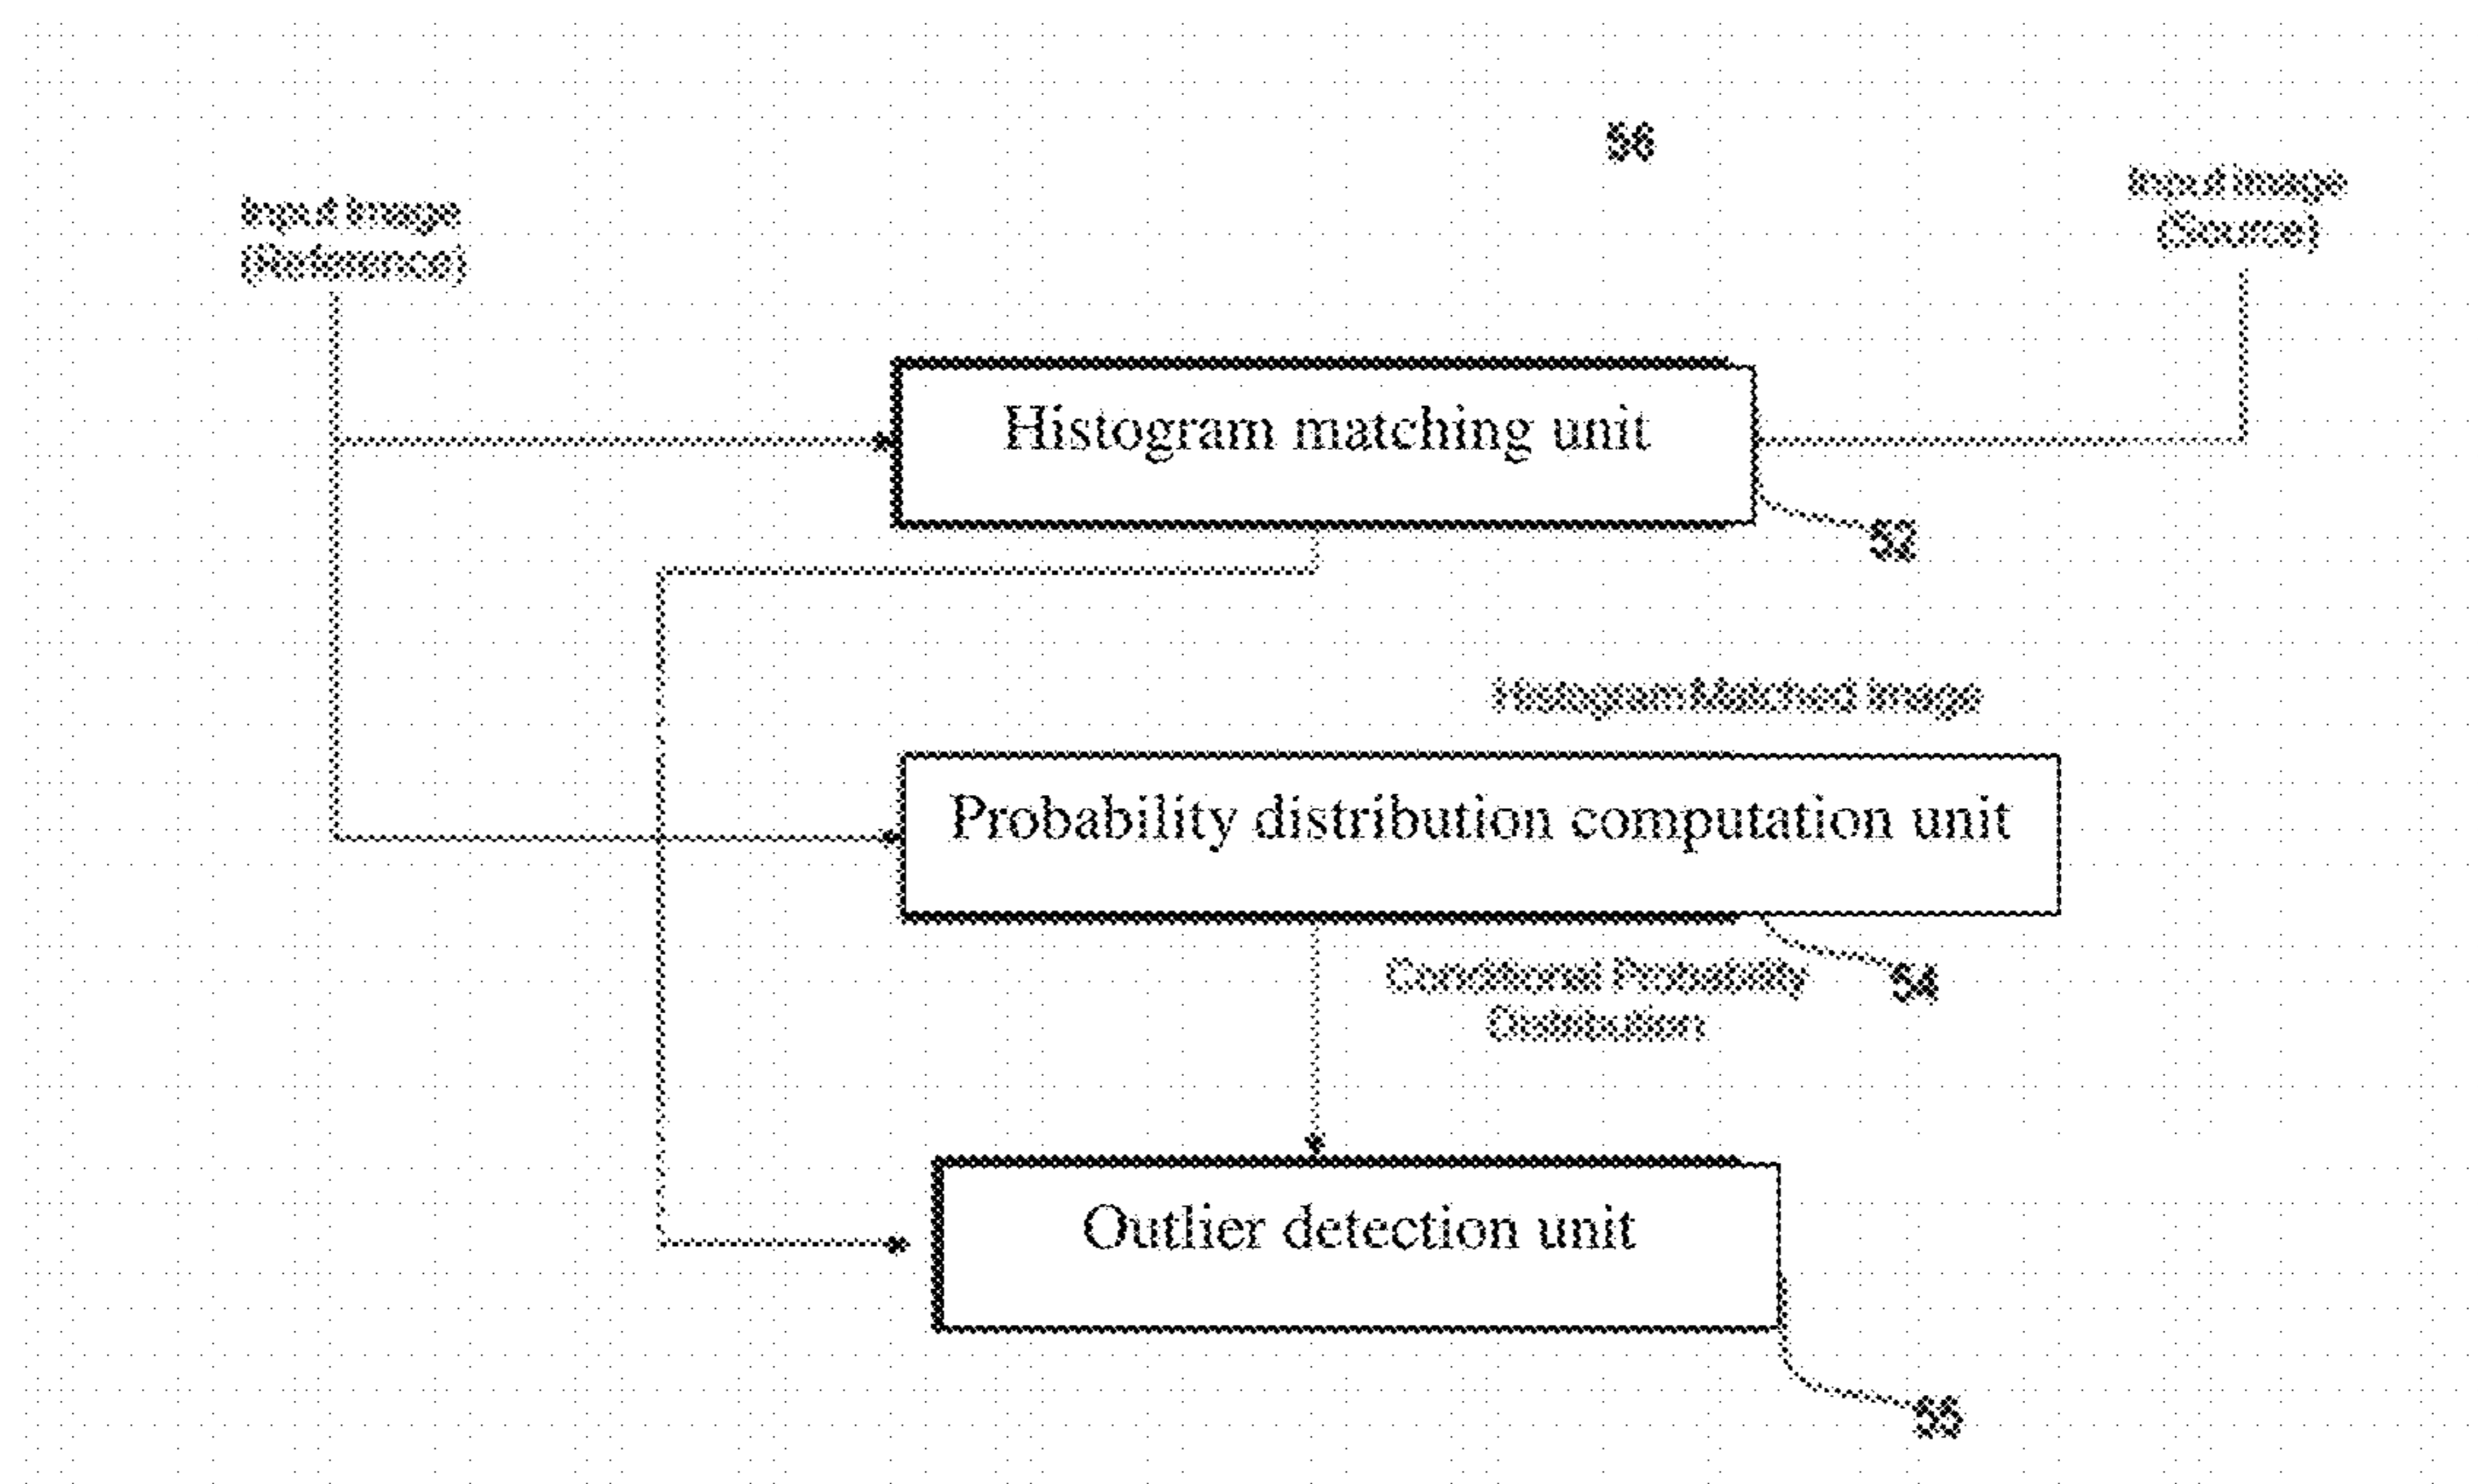 56
Input Image
(Reference)
Input Image
(Source)
Histogram matching unit
52
Histogram Matched Image
Probability distribution computation unit
Conditional Probability
Distribution
54
Outlier detection unit
55